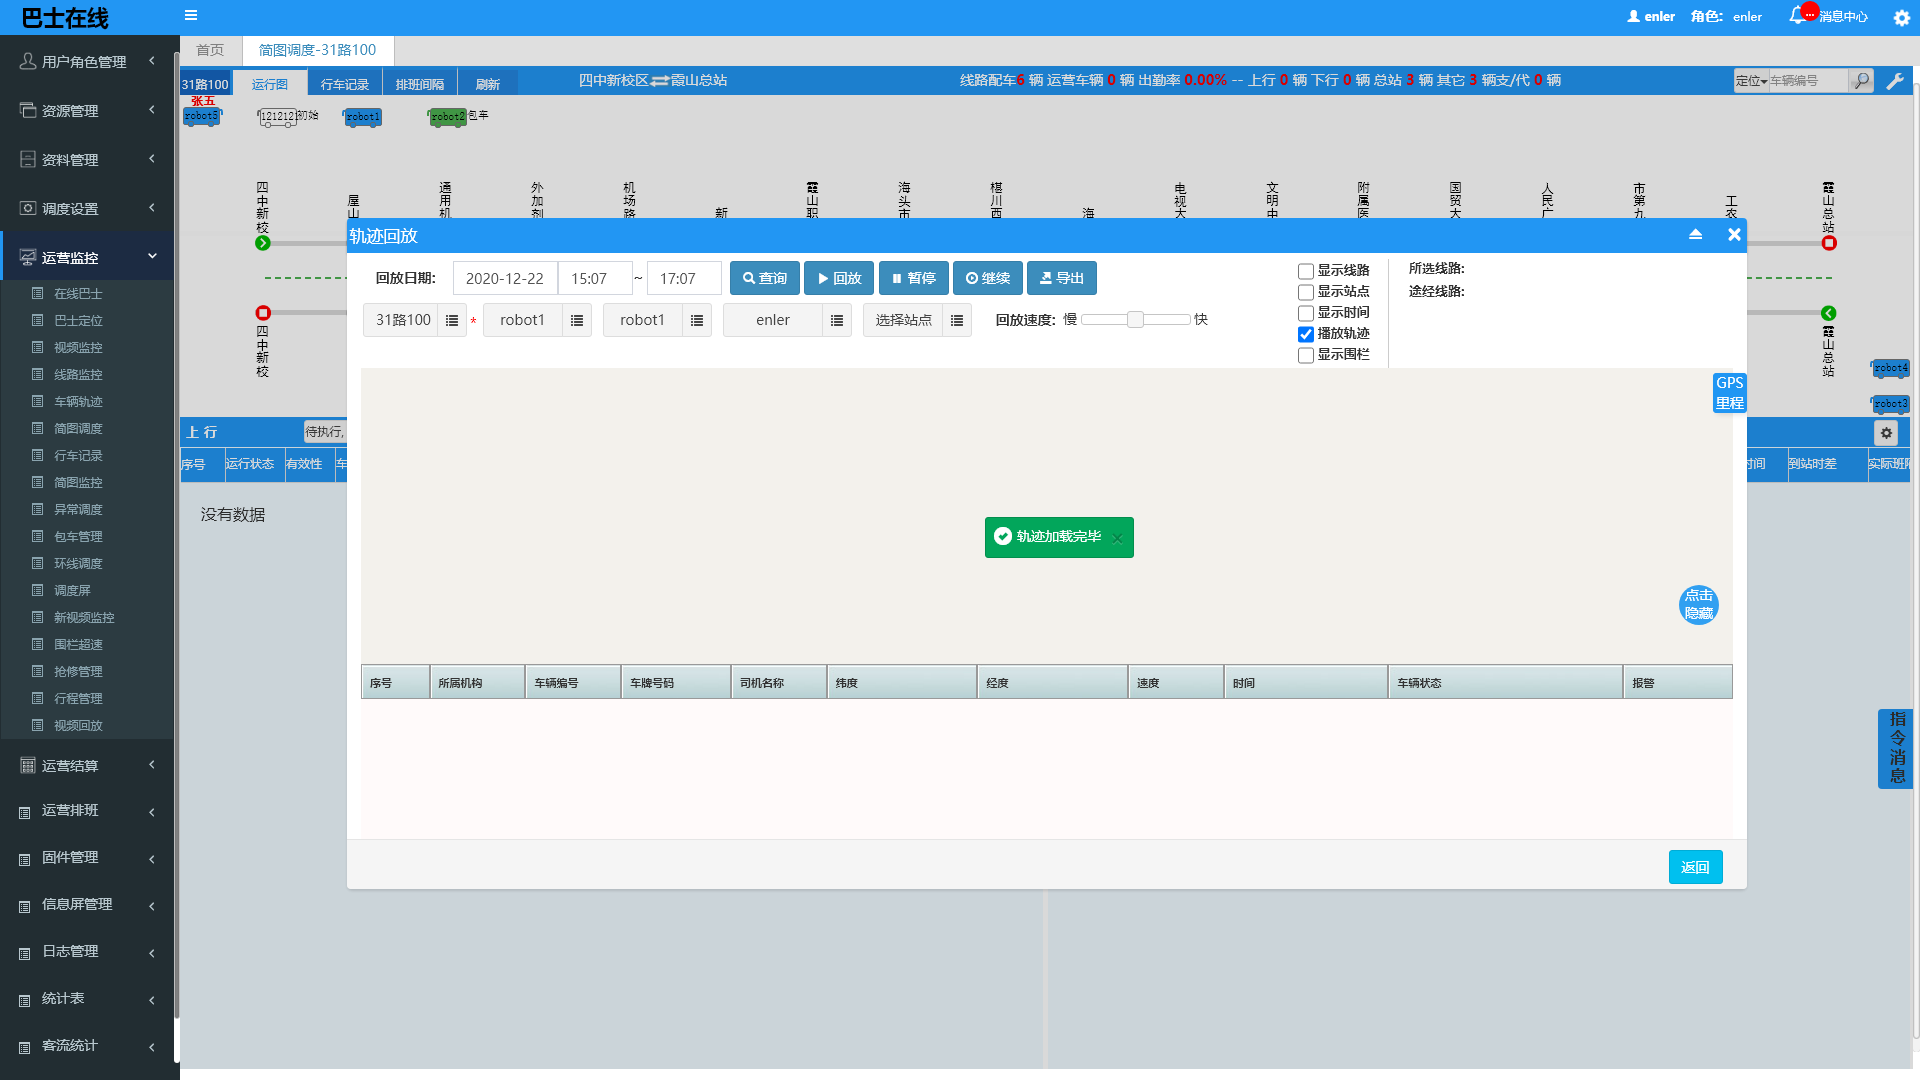 巴士在线
enler 角色: enler 消息中心
首页 简图调度-31路100
用户角色管理
资源管理
资料管理
调度设置
运营监控
在线巴士
巴士定位
视频监控
线路监控
车辆轨迹
简图调度
行车记录
简图监控
异常调度
包车管理
环线调度
调度屏
新视频监控
围栏超速
抢修管理
行程管理
视频回放
运营结算
运营排班
固件管理
信息屏管理
日志管理
统计表
客流统计
31路100 运行图 行车记录 排班间隔 刷新 四中新校区 霞山总站 线路配车6 辆 运营车辆 0 辆 出勤率 0.00% -- 上行 0 辆 下行 0 辆 总站 3 辆 其它 3 辆支/代 0 辆 定位 车辆编号
张五
robot5 1212121初始 robot1 robot2 包车
四中新校
屋山
通用机
外加剂
机场路
新
霞山职
海头市
椹川西
海
电视大
文明中
附属医
国贸大
人民广
市第九
工农
霞山总站
四中新校
霞山总站
robot4
robot3
上 行 待执行,
序号 运行状态 有效性 车 时间 到站时差 实际班
没有数据
轨迹回放
回放日期: 2020-12-22 15:07 ~ 17:07 查询 回放 暂停 继续 导出
31路100 * robot1 robot1 enler 选择站点 回放速度: 慢 快
显示线路
显示站点
显示时间
播放轨迹
显示围栏
所选线路:
途经线路:
GPS
里程
轨迹加载完毕 ×
点击
隐藏
序号 所属机构 车辆编号 车牌号码 司机名称 纬度 经度 速度 时间 车辆状态 报警
返回
指令消息